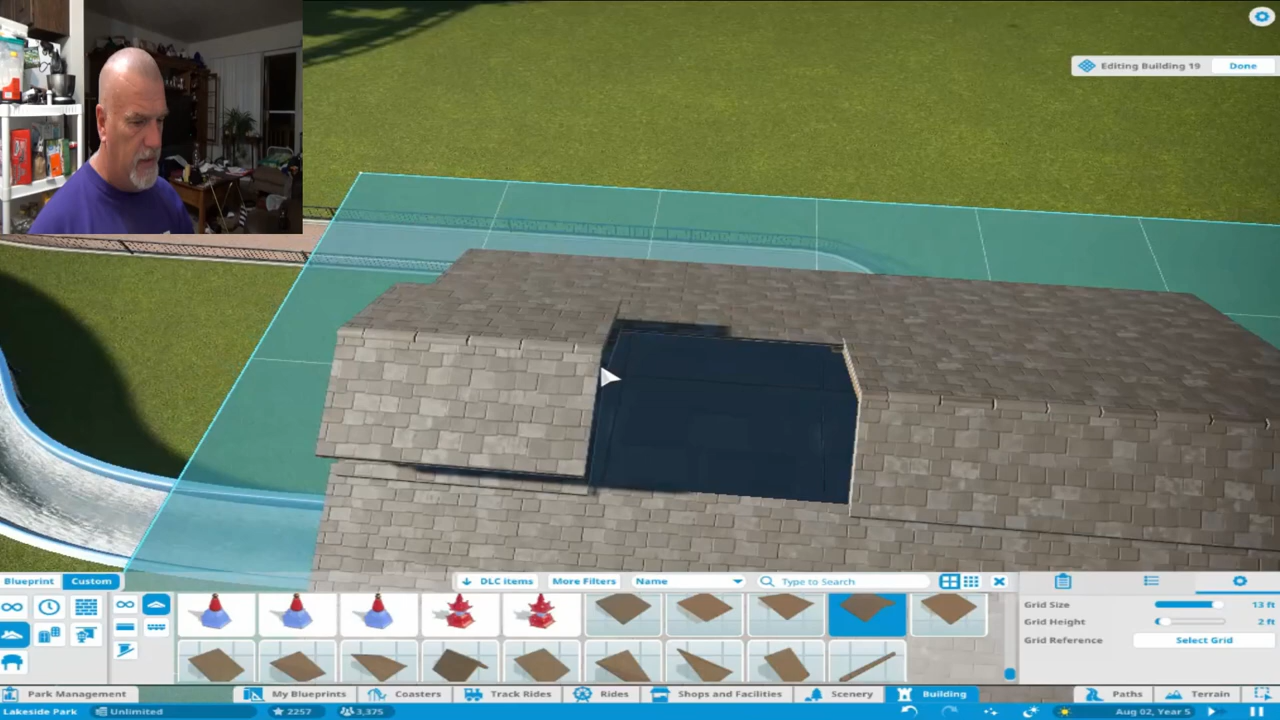 Editing Building 19 Done
Blueprint Custom DLC items More Filters Name Type to Search
Grid Size 13 ft
Grid Height 2 ft
Grid Reference Select Grid
Park Management My Blueprints Coasters Track Rides Rides Shops and Facilities Scenery Building Paths Terrain
Lakeside Park Unlimited 2257 3,375 Aug 02, Year 5